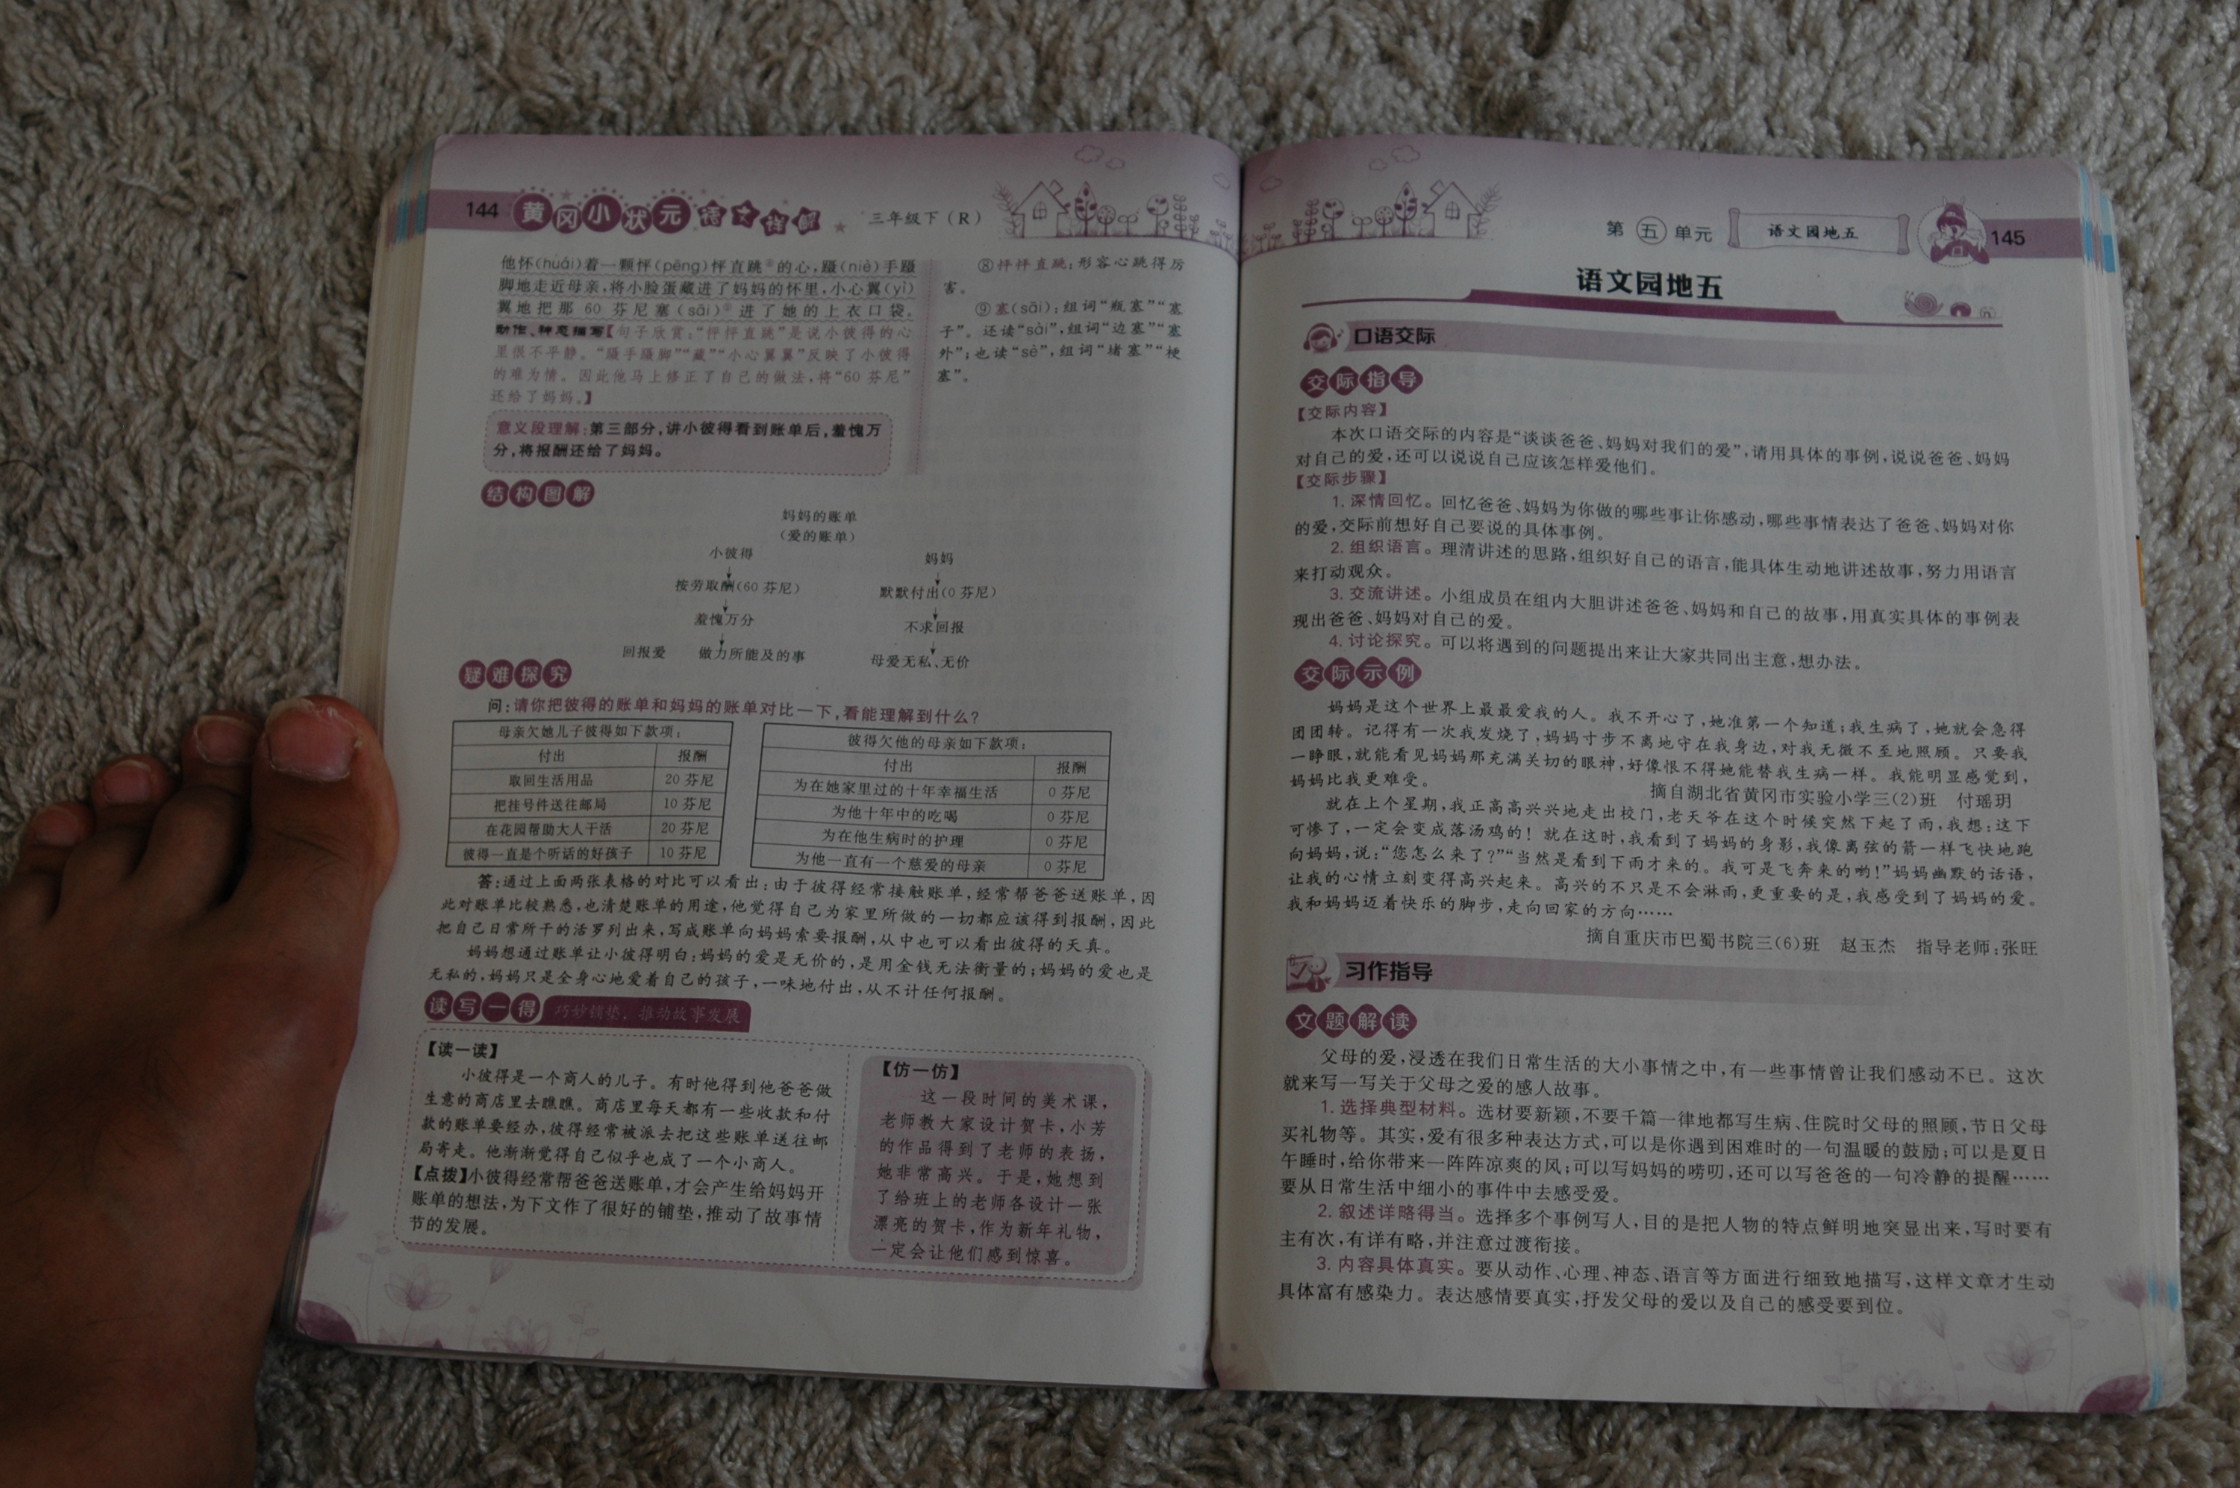 144 黄冈小状元 语文详解 三年级下（R）
他怀(huái)着一颗怦(pēng)怦直跳⑧的心,蹑(niè)手蹑
脚地走近母亲,将小脸蛋藏进了妈妈的怀里,小心翼(yì)
翼地把那 60 芬尼塞(sāi)⑨进了她的上衣口袋。
动作、神态描写【句子欣赏:“怦怦直跳”是说小彼得的心
里很不平静。“蹑手蹑脚”“藏”“小心翼翼”反映了小彼得
的难为情。因此他马上修正了自己的做法,将“60 芬尼”
还给了妈妈。】
意义段理解:第三部分,讲小彼得看到账单后,羞愧万
分,将报酬还给了妈妈。
⑧怦怦直跳:形容心跳得厉
害。
⑨塞(sāi):组词“瓶塞”“塞
子”。还读“sài”,组词“边塞”“塞
外”;也读“sè”,组词“堵塞”“梗
塞”。
结构图解
妈妈的账单
(爱的账单)
小彼得 妈妈
按劳取酬(60 芬尼) 默默付出(0 芬尼)
羞愧万分 不求回报
回报爱 做力所能及的事 母爱无私、无价
疑难探究
问:请你把彼得的账单和妈妈的账单对比一下,看能理解到什么?
母亲欠她儿子彼得如下款项:
付出 报酬
取回生活用品 20 芬尼
把挂号件送往邮局 10 芬尼
在花园帮助大人干活 20 芬尼
彼得一直是个听话的好孩子 10 芬尼
彼得欠他的母亲如下款项:
付出 报酬
为在她家里过的十年幸福生活 0 芬尼
为他十年中的吃喝 0 芬尼
为在他生病时的护理 0 芬尼
为他一直有一个慈爱的母亲 0 芬尼
答:通过上面两张表格的对比可以看出:由于彼得经常接触账单,经常帮爸爸送账单,因
此对账单比较熟悉,也清楚账单的用途,他觉得自己为家里所做的一切都应该得到报酬,因此
把自己日常所干的活罗列出来,写成账单向妈妈索要报酬,从中也可以看出彼得的天真。
妈妈想通过账单让小彼得明白:妈妈的爱是无价的,是用金钱无法衡量的;妈妈的爱也是
无私的,妈妈只是全身心地爱着自己的孩子,一味地付出,从不计任何报酬。
读写一得 巧妙铺垫，推动故事发展
【读一读】
小彼得是一个商人的儿子。有时他得到他爸爸做
生意的商店里去瞧瞧。商店里每天都有一些收款和付
款的账单要经办,彼得经常被派去把这些账单送往邮
局寄走。他渐渐觉得自己似乎也成了一个小商人。
【点拨】小彼得经常帮爸爸送账单,才会产生给妈妈开
账单的想法,为下文作了很好的铺垫,推动了故事情
节的发展。
【仿一仿】
这一段时间的美术课,
老师教大家设计贺卡,小芳
的作品得到了老师的表扬,
她非常高兴。于是,她想到
了给班上的老师各设计一张
漂亮的贺卡,作为新年礼物,
一定会让他们感到惊喜。
第五单元 语文园地五 145
语文园地五
口语交际
交际指导
【交际内容】
本次口语交际的内容是“谈谈爸爸、妈妈对我们的爱”,请用具体的事例,说说爸爸、妈妈
对自己的爱,还可以说说自己应该怎样爱他们。
【交际步骤】
1. 深情回忆。回忆爸爸、妈妈为你做的哪些事让你感动,哪些事情表达了爸爸、妈妈对你
的爱,交际前想好自己要说的具体事例。
2. 组织语言。理清讲述的思路,组织好自己的语言,能具体生动地讲述故事,努力用语言
来打动观众。
3. 交流讲述。小组成员在组内大胆讲述爸爸、妈妈和自己的故事,用真实具体的事例表
现出爸爸、妈妈对自己的爱。
4. 讨论探究。可以将遇到的问题提出来让大家共同出主意,想办法。
交际示例
妈妈是这个世界上最最爱我的人。我不开心了,她准第一个知道;我生病了,她就会急得
团团转。记得有一次我发烧了,妈妈寸步不离地守在我身边,对我无微不至地照顾。只要我
一睁眼,就能看见妈妈那充满关切的眼神,好像恨不得她能替我生病一样。我能明显感觉到,
妈妈比我更难受。
摘自湖北省黄冈市实验小学三(2)班 付瑶玥
就在上个星期,我正高高兴兴地走出校门,老天爷在这个时候突然下起了雨,我想:这下
可惨了,一定会变成落汤鸡的！就在这时,我看到了妈妈的身影,我像离弦的箭一样飞快地跑
向妈妈,说:“您怎么来了?”“当然是看到下雨才来的。我可是飞奔来的哟!”妈妈幽默的话语,
让我的心情立刻变得高兴起来。高兴的不只是不会淋雨,更重要的是,我感受到了妈妈的爱。
我和妈妈迈着快乐的脚步,走向回家的方向……
摘自重庆市巴蜀书院三(6)班 赵玉杰 指导老师:张旺
习作指导
文题解读
父母的爱,浸透在我们日常生活的大小事情之中,有一些事情曾让我们感动不已。这次
就来写一写关于父母之爱的感人故事。
1. 选择典型材料。选材要新颖,不要千篇一律地都写生病、住院时父母的照顾,节日父母
买礼物等。其实,爱有很多种表达方式,可以是你遇到困难时的一句温暖的鼓励;可以是夏日
午睡时,给你带来一阵阵凉爽的风;可以写妈妈的唠叨,还可以写爸爸的一句冷静的提醒……
要从日常生活中细小的事件中去感受爱。
2. 叙述详略得当。选择多个事例写人,目的是把人物的特点鲜明地突显出来,写时要有
主有次,有详有略,并注意过渡衔接。
3. 内容具体真实。要从动作、心理、神态、语言等方面进行细致地描写,这样文章才生动
具体富有感染力。表达感情要真实,抒发父母的爱以及自己的感受要到位。